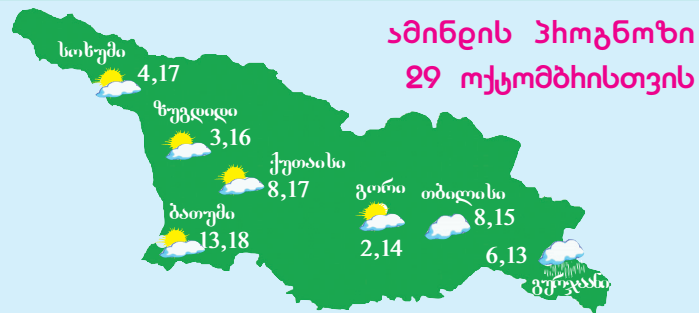 ამინდის პროგნოზი
29 ოქტომბრისთვის
სოხუმი
4,17
ზუგდიდი
3,16
ქუთაისი
8,17
ბათუმი
13,18
გორი
2,14
თბილისი
8,15
6,13
გურჯაანი